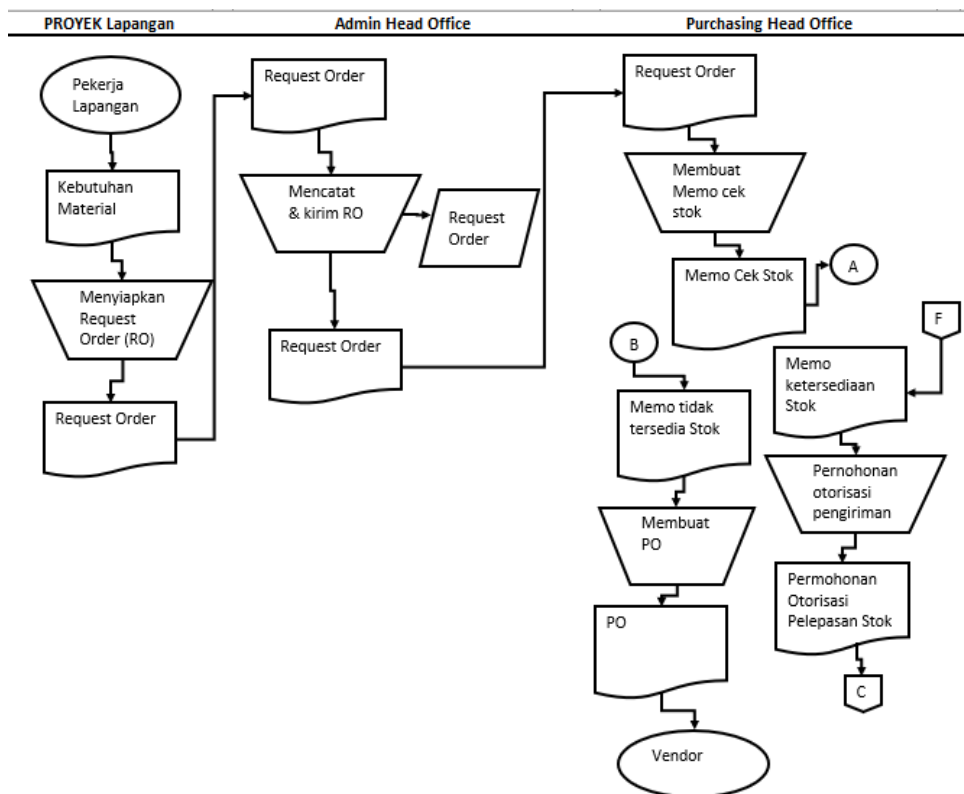 PROYEK Lapangan
Admin Head Office
Purchasing Head Office
Pekerja
Lapangan
Kebutuhan
Material
Menyiapkan
Request
Order (RO)
Request Order
Request Order
Mencatat
& kirim RO
Request
Order
Request Order
Request Order
Membuat
Memo cek
stok
Memo Cek Stok
A
B
Memo tidak
tersedia Stok
Membuat
PO
PO
Vendor
F
Memo
ketersediaan
Stok
Pernohonan
otorisasi
pengiriman
Permohonan
Otorisasi
Pelepasan Stok
C